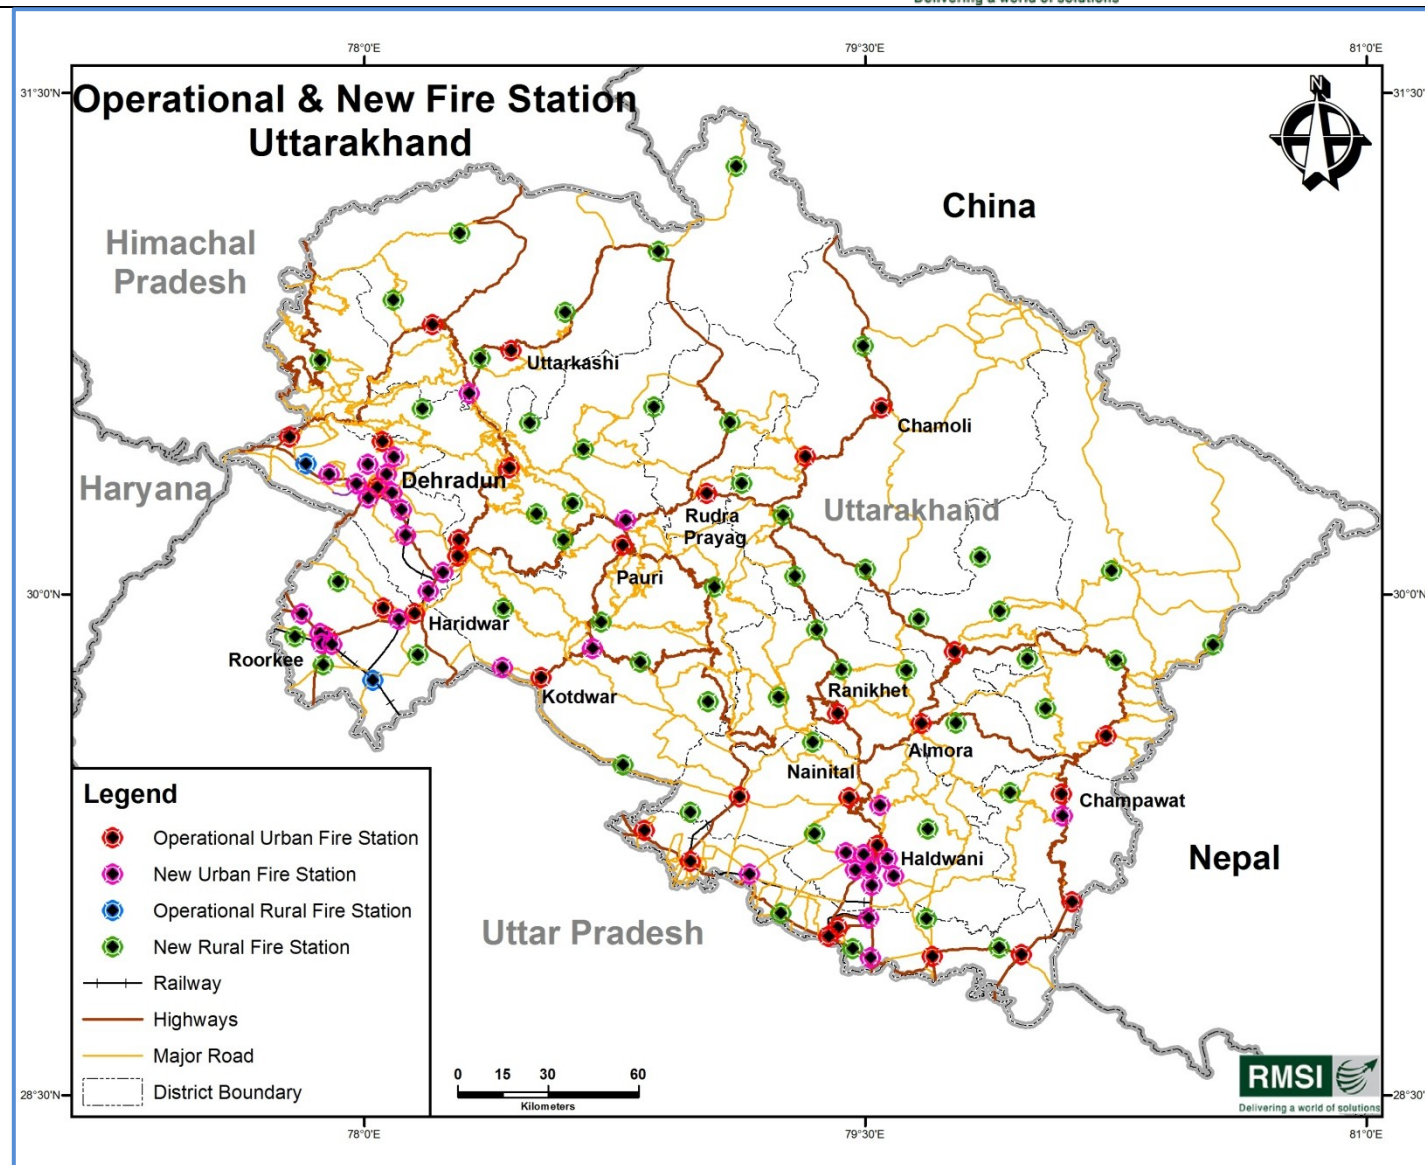 Delivering a world of solutions
78°0'E
79°30'E
81°0'E
31°30'N
31°30'
Operational & New Fire Station
Uttarakhand
N
China
Himachal
Pradesh
Uttarkashi
Chamoli
Haryana
Dehradun
Rudra
Prayag
Uttarakhand
Pauri
30°0'N
30°0'N
Haridwar
Roorkee
Kotdwar
Ranikhet
Almora
Nainital
Champawat
Haldwani
Nepal
Uttar Pradesh
Legend
Operational Urban Fire Station
New Urban Fire Station
Operational Rural Fire Station
New Rural Fire Station
Railway
Highways
Major Road
District Boundary
0 15 30 60
Kilometers
RMSI
Delivering a world of solutions
28°30'N
28°30'
78°0'E
79°30'E
81°0'E